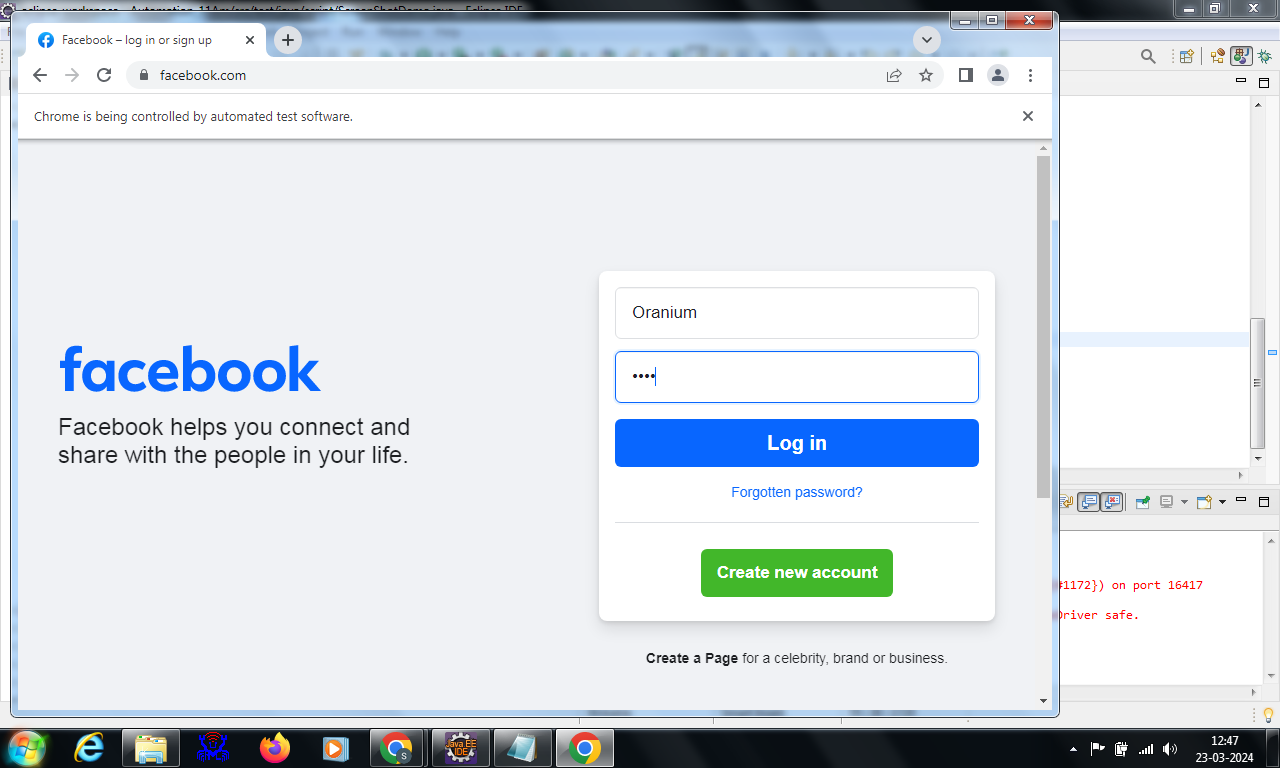 Facebook – log in or sign up
facebook.com
Chrome is being controlled by automated test software.
Oranium
••••
facebook
Log in
Facebook helps you connect and
share with the people in your life.
Forgotten password?
Create new account
#1172}) on port 16417
Driver safe.
Create a Page for a celebrity, brand or business.
S
Java EE
IDE
12:47
23-03-2024